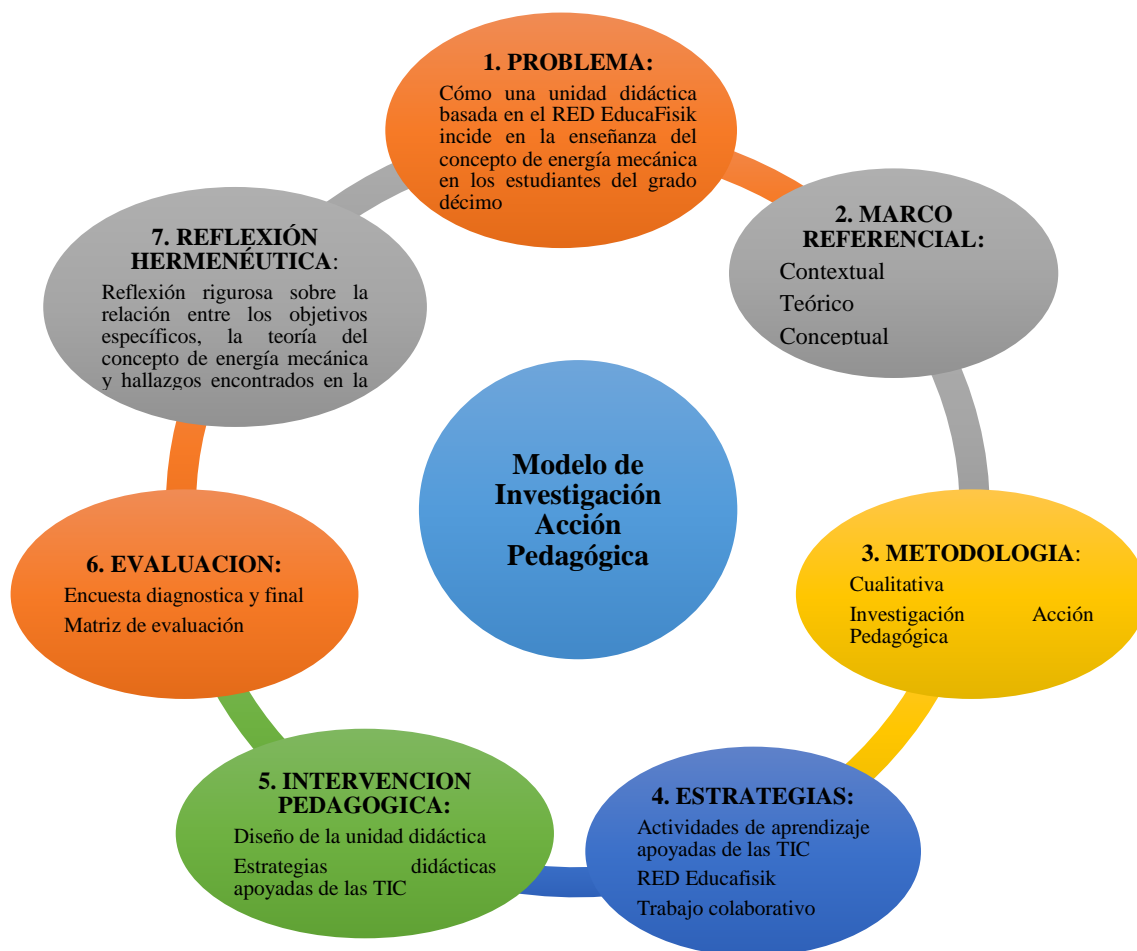 1. PROBLEMA:
Cómo una unidad didáctica
basada en el RED EducaFisik
incide en la enseñanza del
concepto de energía mecánica
en los estudiantes del grado
décimo
2. MARCO
REFERENCIAL:
Contextual
Teórico
Conceptual
3. METODOLOGIA:
Cualitativa
Investigación Acción
Pedagógica
4. ESTRATEGIAS:
Actividades de aprendizaje
apoyadas de las TIC
RED Educafisik
Trabajo colaborativo
5. INTERVENCION
PEDAGOGICA:
Diseño de la unidad didáctica
Estrategias didácticas
apoyadas de las TIC
6. EVALUACION:
Encuesta diagnostica y final
Matriz de evaluación
7. REFLEXIÓN
HERMENÉUTICA:
Reflexión rigurosa sobre la
relación entre los objetivos
específicos, la teoría del
concepto de energía mecánica
y hallazgos encontrados en la
Modelo de
Investigación
Acción
Pedagógica